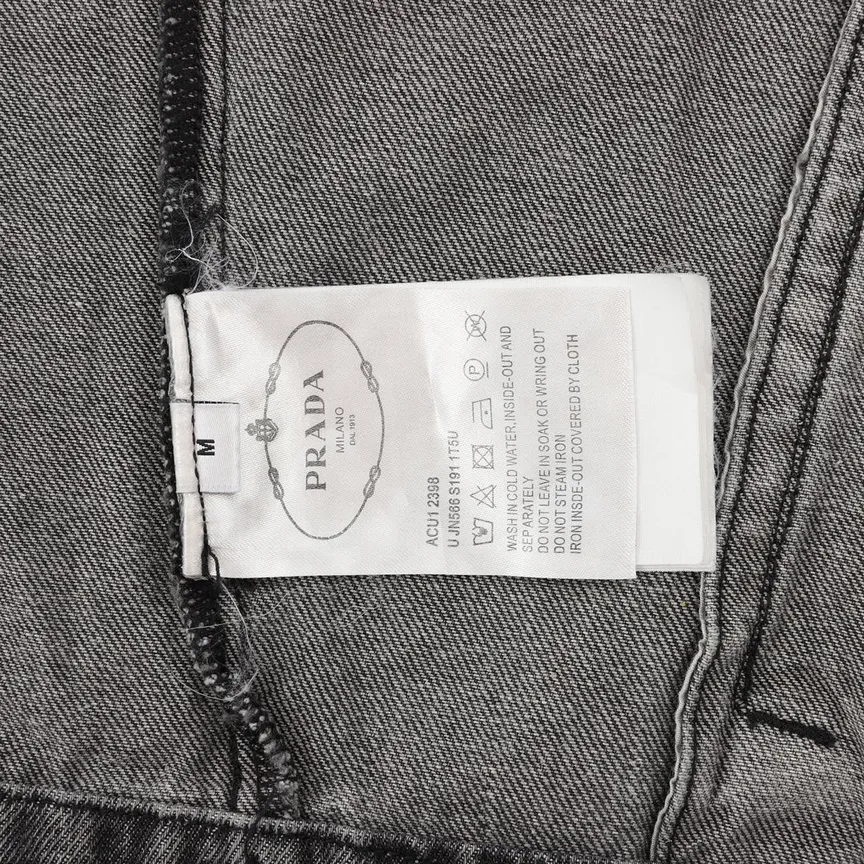 M
PRADA
MILANO
DAL 1913
ACU1 2398
U JN566 S191 1T5U
WASH IN COLD WATER, INSIDE-OUT AND
SEPARATELY
DO NOT LEAVE IN SOAK OR WRING OUT
DO NOT STEAM IRON
IRON INSDE-OUT COVERED BY CLOTH